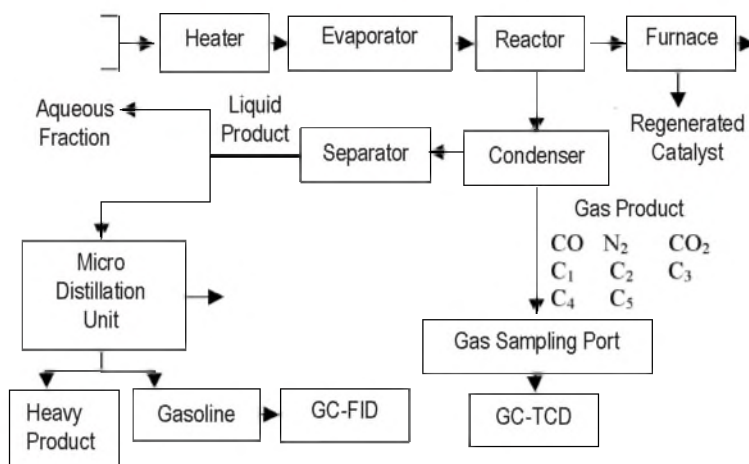 Heater
Evaporator
Reactor
Furnace
Aqueous
Fraction
Liquid
Product
Separator
Condenser
Regenerated
Catalyst
Gas Product
CO N₂ CO₂
C₁ C₂ C₃
C₄ C₅
Micro
Distillation
Unit
Gas Sampling Port
Heavy
Product
Gasoline
GC-FID
GC-TCD